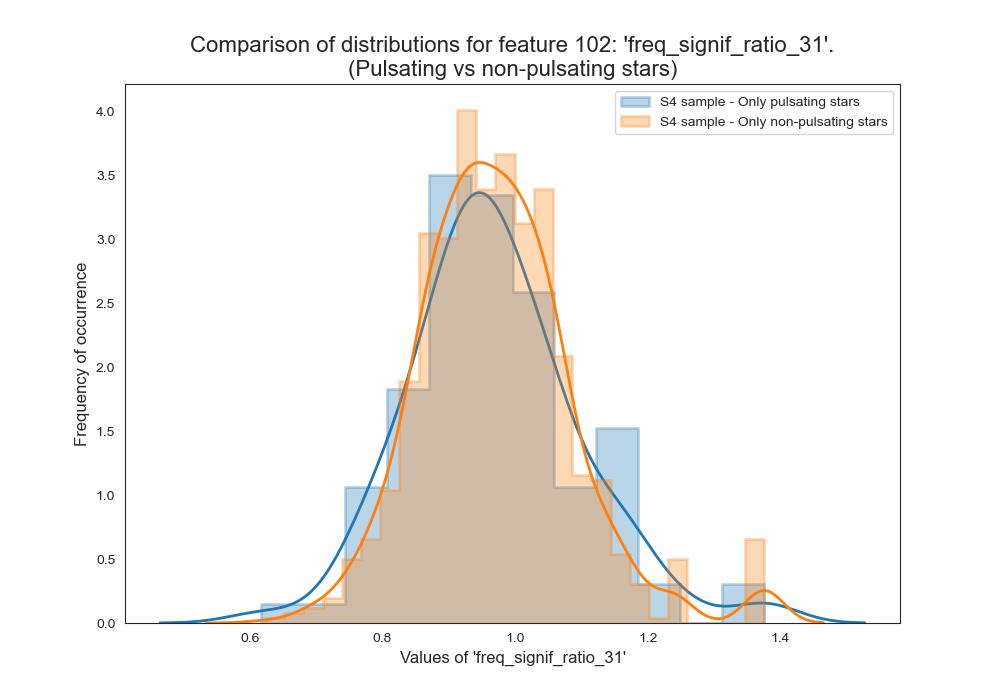 Comparison of distributions for feature 102: 'freq_signif_ratio_31'.
(Pulsating vs non-pulsating stars)
S4 sample - Only pulsating stars
S4 sample - Only non-pulsating stars
Frequency of occurrence
4.0
3.5
3.0
2.5
2.0
1.5
1.0
0.5
0.0
0.6 0.8 1.0 1.2 1.4
Values of 'freq_signif_ratio_31'